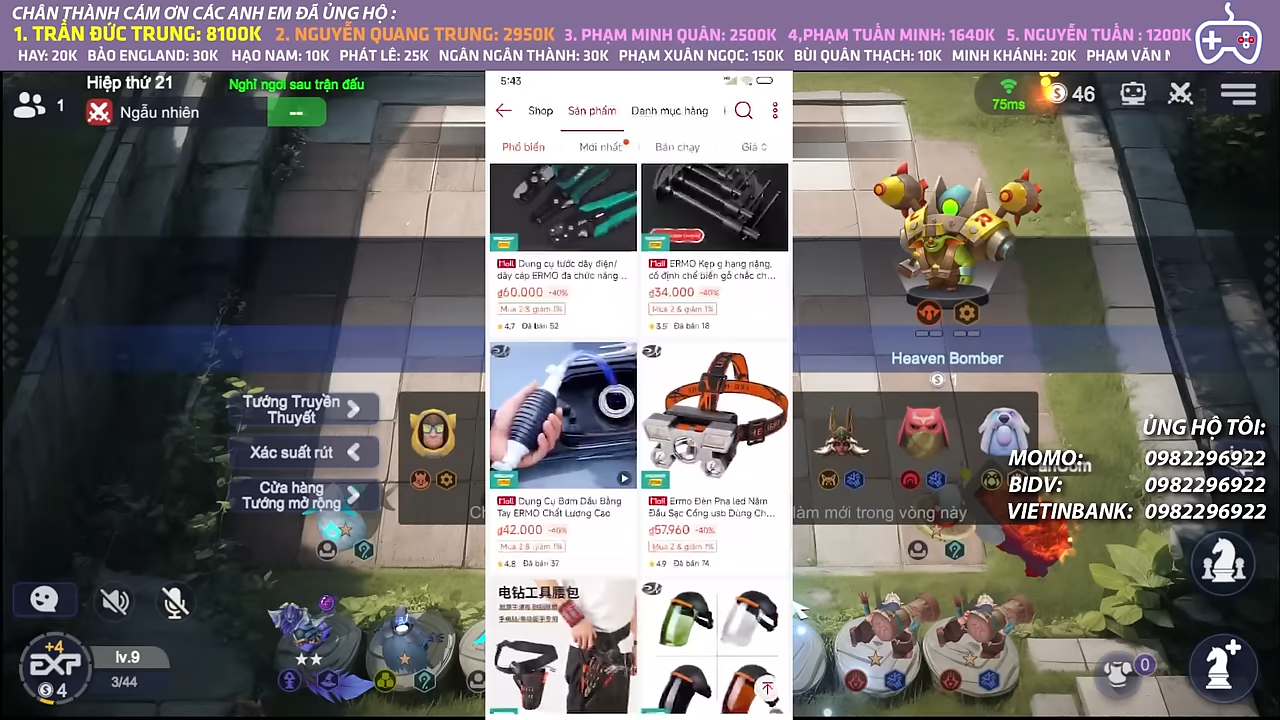 CHÂN THÀNH CÁM ƠN CÁC ANH EM ĐÃ ỦNG HỘ :
1. TRẦN ĐỨC TRUNG: 8100K 2. NGUYỄN QUANG TRUNG: 2950K 3. PHẠM MINH QUÂN: 2500K 4,PHẠM TUẤN MINH: 1640K 5. NGUYỄN TUẤN : 1200K
HAY: 20K BẢO ENGLAND: 30K HẠO NAM: 10K PHÁT LÊ: 25K NGÂN NGÂN THÀNH: 30K PHẠM XUÂN NGỌC: 150K BÙI QUÂN THẠCH: 10K MINH KHÁNH: 20K PHẠM VĂN
Hiệp thứ 21
Nghỉ ngơi sau trận đấu
1
Ngẫu nhiên
--
75ms
46
5:43
Shop Sản phẩm Danh mục hàng
Phổ biến Mới nhất Bán chạy Giá
Mall Dụng cụ tước dây điện/
dây cáp ERMO đa chức năng ...
₫60.000 -40%
Mua 2 & giảm 1%
4,7 Đã bán 52
Mall ERMO Kẹp g hạng nặng,
cố định chế biến gỗ chắc ch...
₫34.000 -40%
Mua 2 & giảm 1%
3,5 Đã bán 18
Mall Dụng Cụ Bơm Dầu Bằng
Tay ERMO Chất Lượng Cao
₫42.000 -40%
Mua 2 & giảm 1%
4.8 Đã bán 37
Mall Ermo Đèn Pha led Năm
Đầu Sạc Cổng usb Dùng Ch...
₫57.960 -40%
Mua 2 & giảm 1%
4.9 Đã bán 74
电钻工具腰包
Heaven Bomber
Tướng Truyền
Thuyết
Xác suất rút
Cửa hàng
Tướng mở rộng
làm mới trong vòng này
ỦNG HỘ TÔI:
MOMO: 0982296922
BIDV: 0982296922
VIETINBANK: 0982296922
+4
EXP
4
lv.9
3/44
0